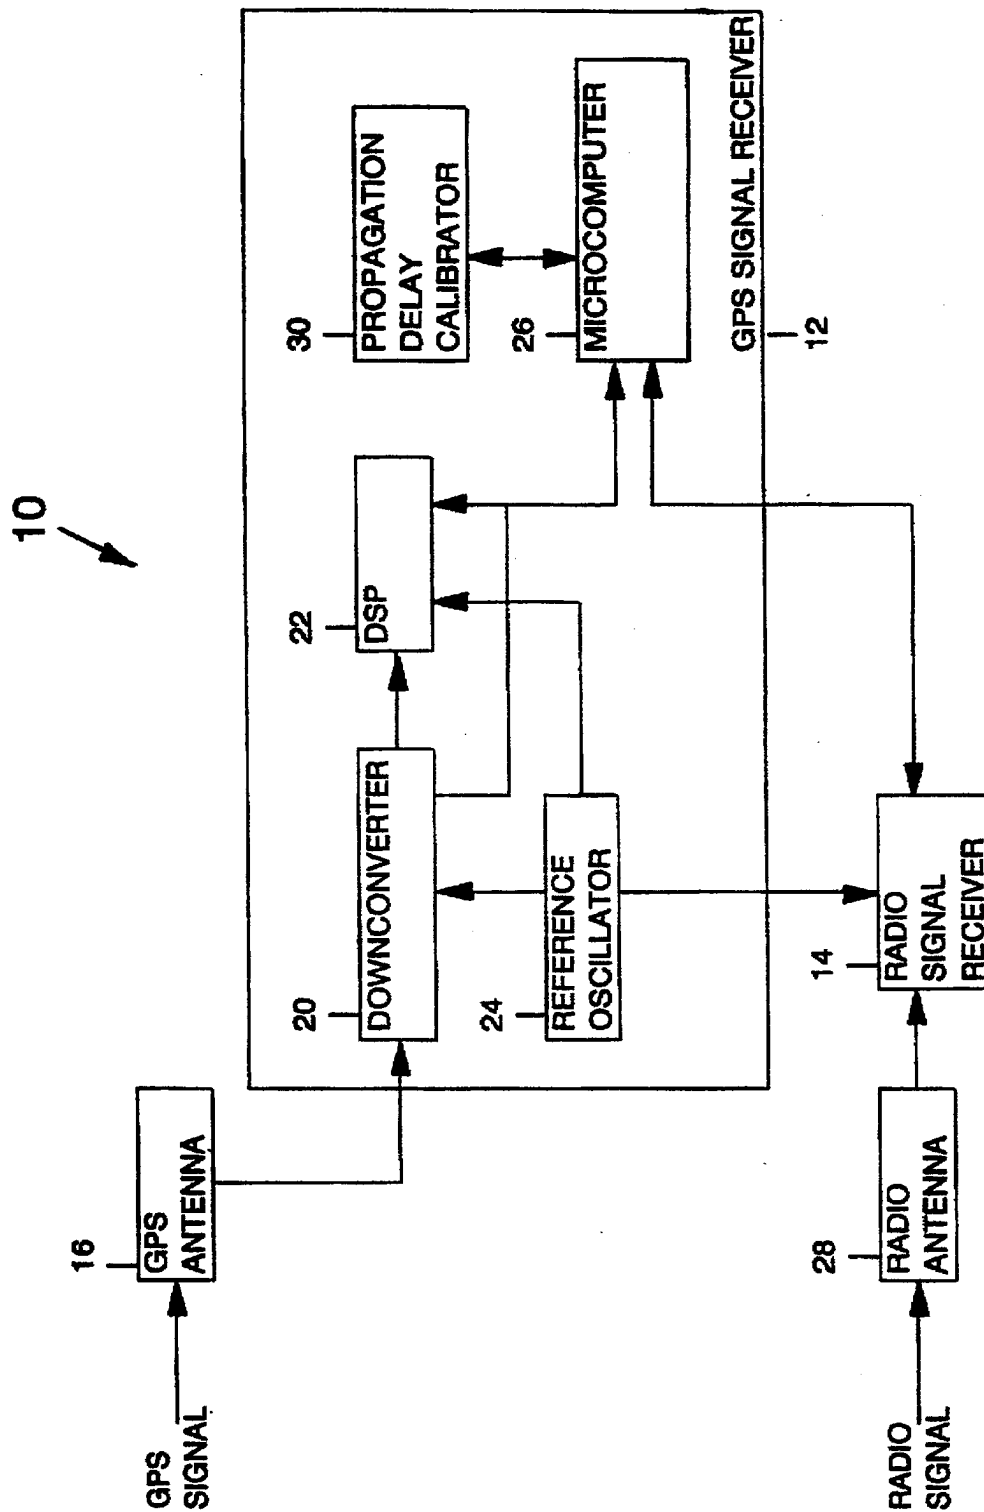 10
GPS
SIGNAL
16
GPS
ANTENNA
20
DOWNCONVERTER
22
DSP
30
PROPAGATION
DELAY
CALIBRATOR
24
REFERENCE
OSCILLATOR
26
MICROCOMPUTER
GPS SIGNAL RECEIVER
12
RADIO
SIGNAL
28
RADIO
ANTENNA
14
RADIO
SIGNAL
RECEIVER